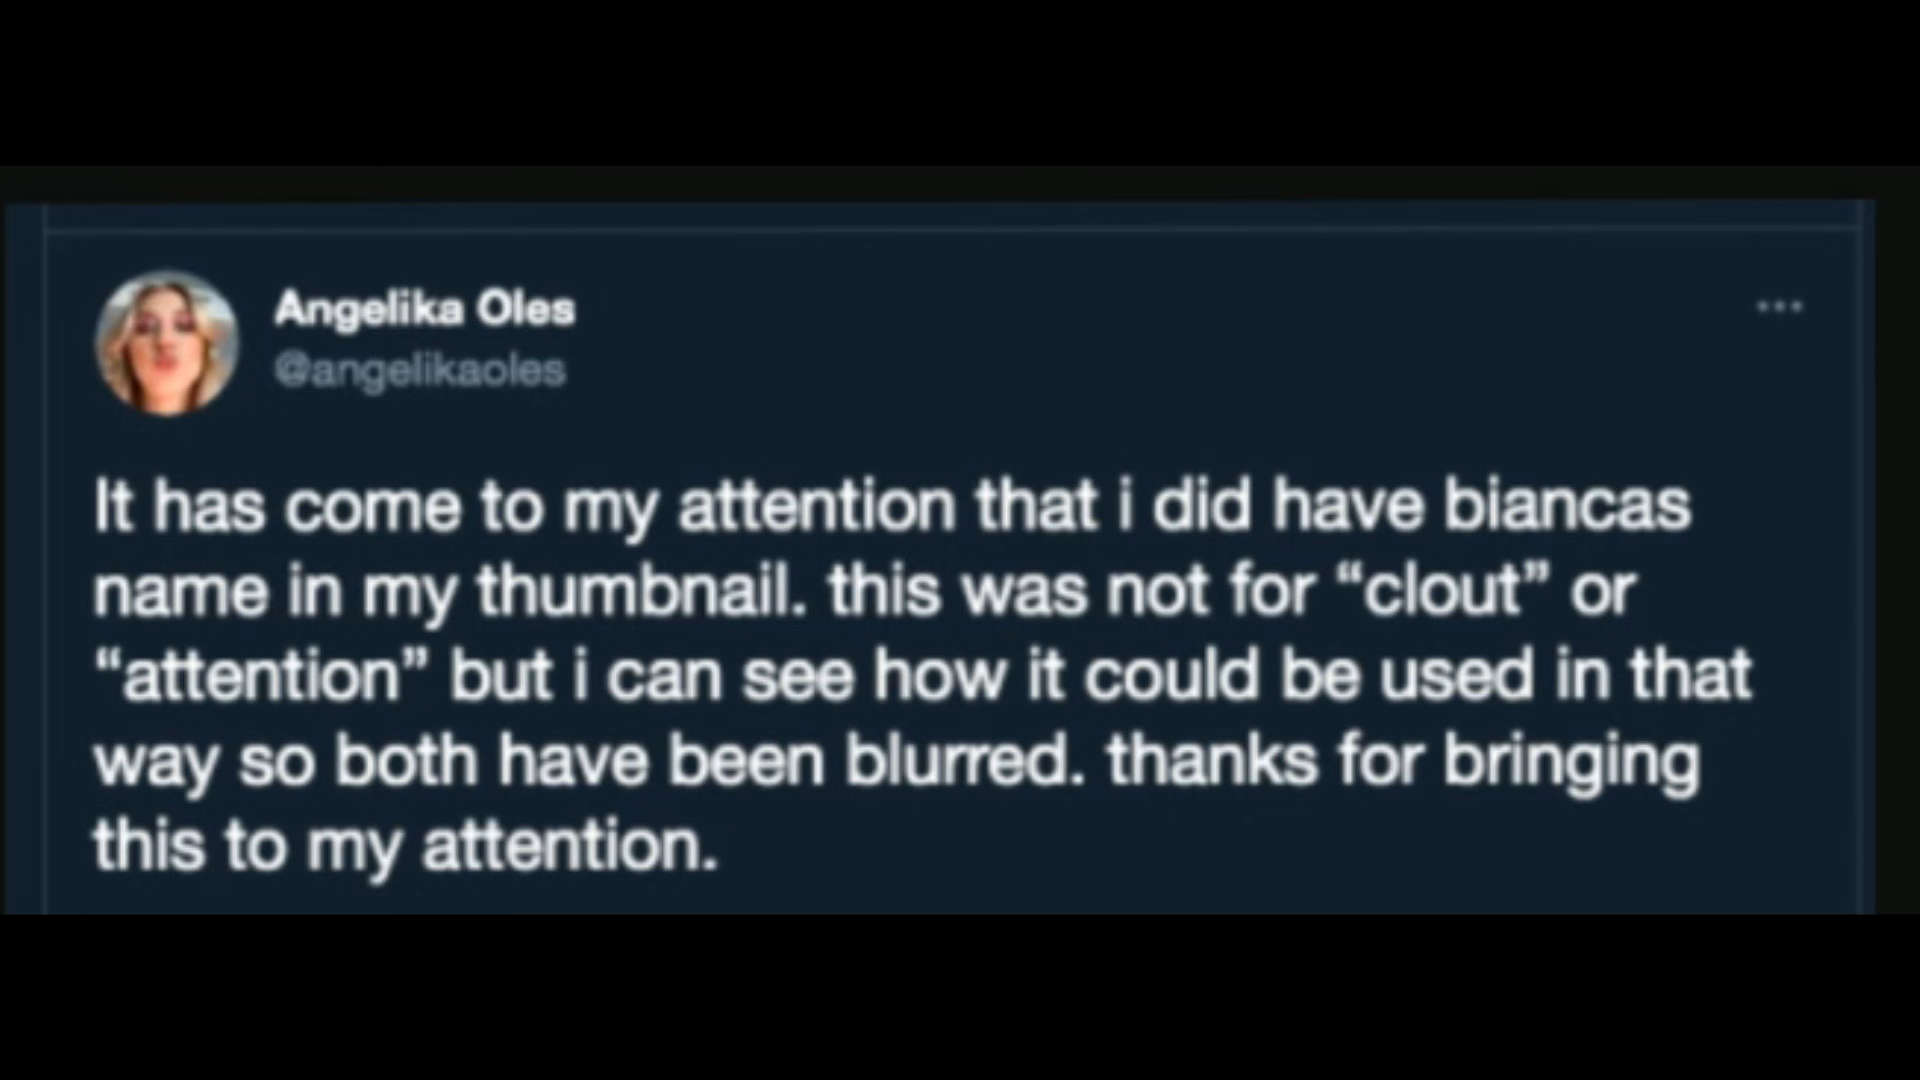 Angelika Oles
@angelikaoles
It has come to my attention that i did have biancas
name in my thumbnail. this was not for “clout” or
“attention” but i can see how it could be used in that
way so both have been blurred. thanks for bringing
this to my attention.